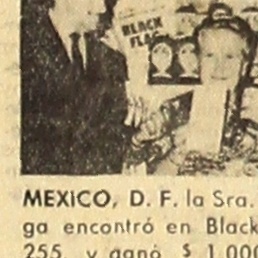 BLACK
FLAG
MEXICO, D. F. la Sra.
ga encontró en Black
255, y ganó $ 1,000